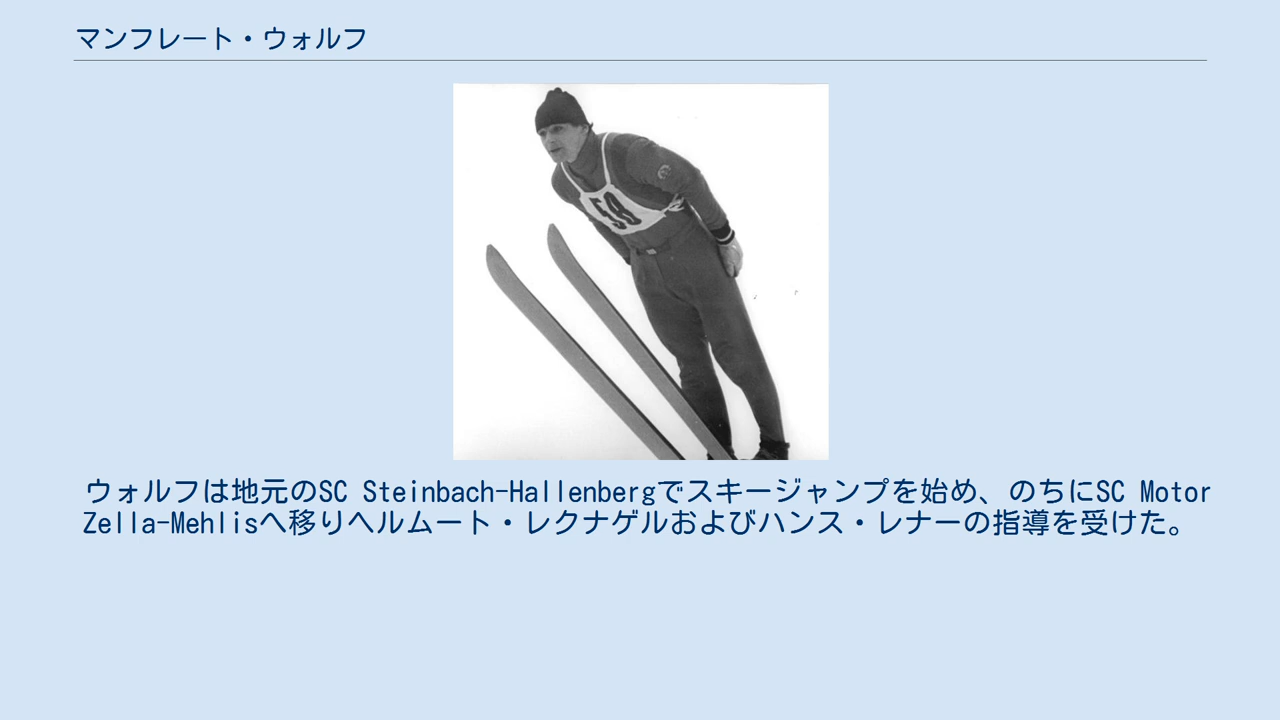 マンフレート・ウォルフ
58
ウォルフは地元のSC Steinbach-Hallenbergでスキージャンプを始め、のちにSC Motor
Zella-Mehlisへ移りヘルムート・レクナゲルおよびハンス・レナーの指導を受けた。